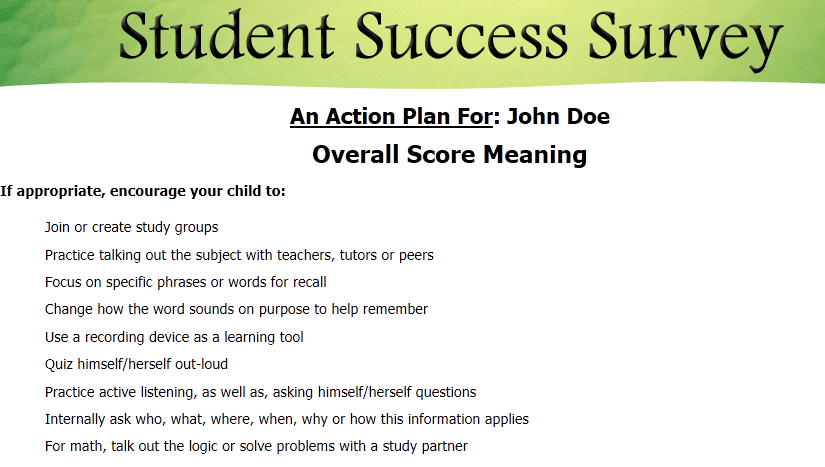 Student Success Survey
An Action Plan For: John Doe
Overall Score Meaning
If appropriate, encourage your child to:
Join or create study groups
Practice talking out the subject with teachers, tutors or peers
Focus on specific phrases or words for recall
Change how the word sounds on purpose to help remember
Use a recording device as a learning tool
Quiz himself/herself out-loud
Practice active listening, as well as, asking himself/herself questions
Internally ask who, what, where, when, why or how this information applies
For math, talk out the logic or solve problems with a study partner